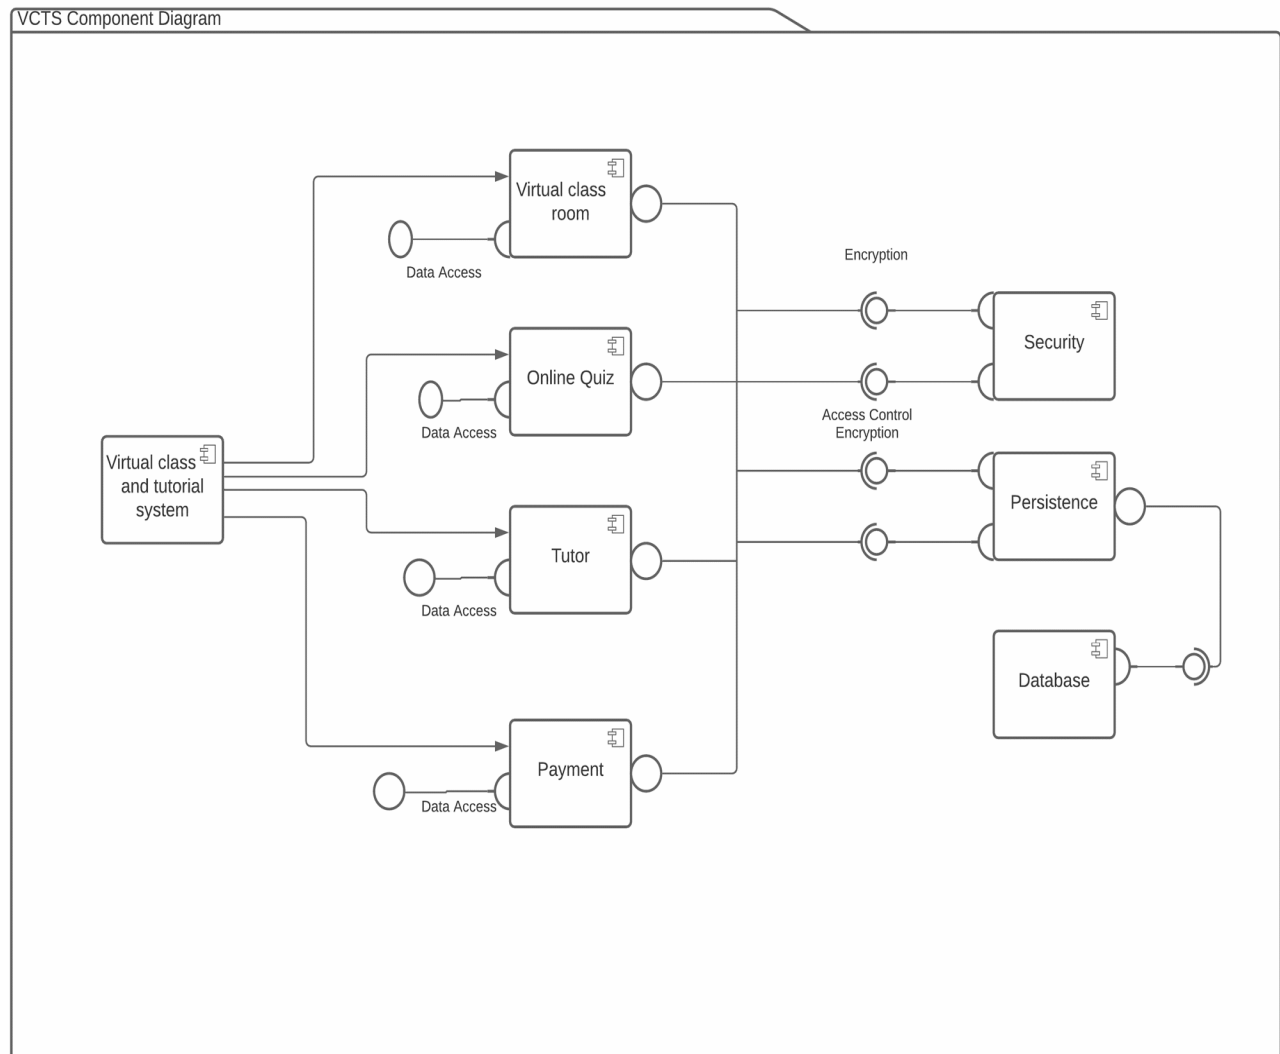 VCTS Component Diagram
Virtual class
room
Data Access
Encryption
Security
Online Quiz
Data Access
Access Control
Encryption
Virtual class
and tutorial
system
Persistence
Tutor
Data Access
Database
Payment
Data Access